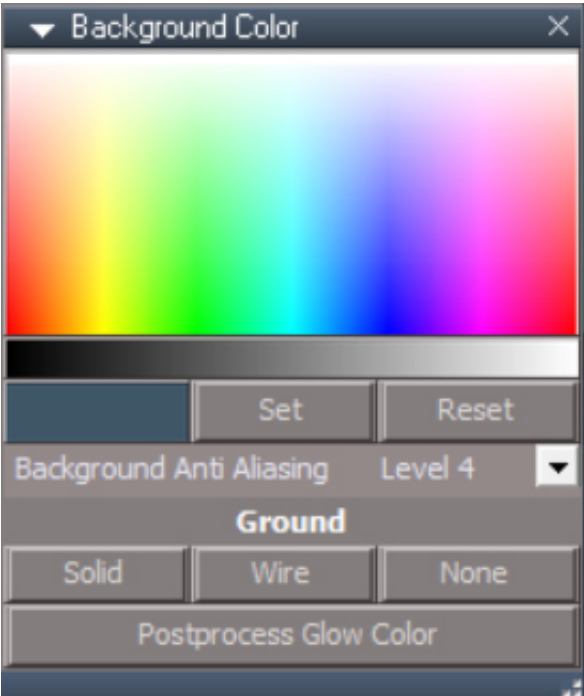 Background Color
Set Reset
Background Anti Aliasing Level 4
Ground
Solid Wire None
Postprocess Glow Color